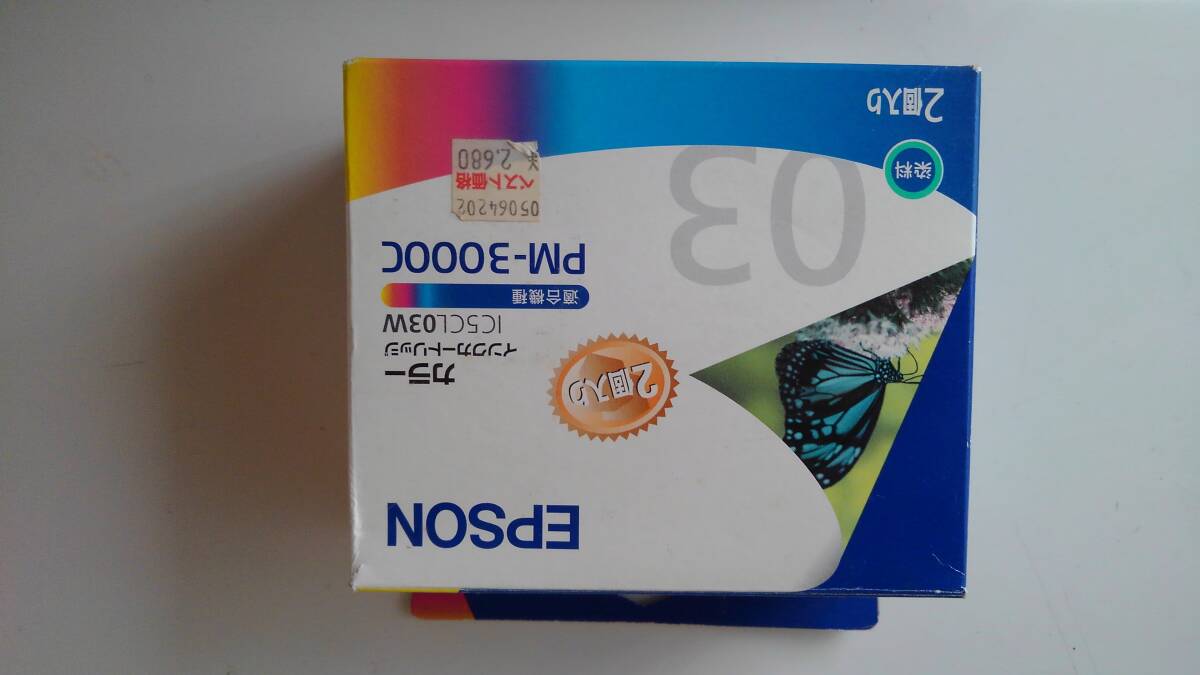 EPSON
2個入り
カラー
インクカートリッジ
IC5CL03W
適合機種
PM-3000C
05064202
ベスト価格
¥ 2,680
03
染料
2個入り